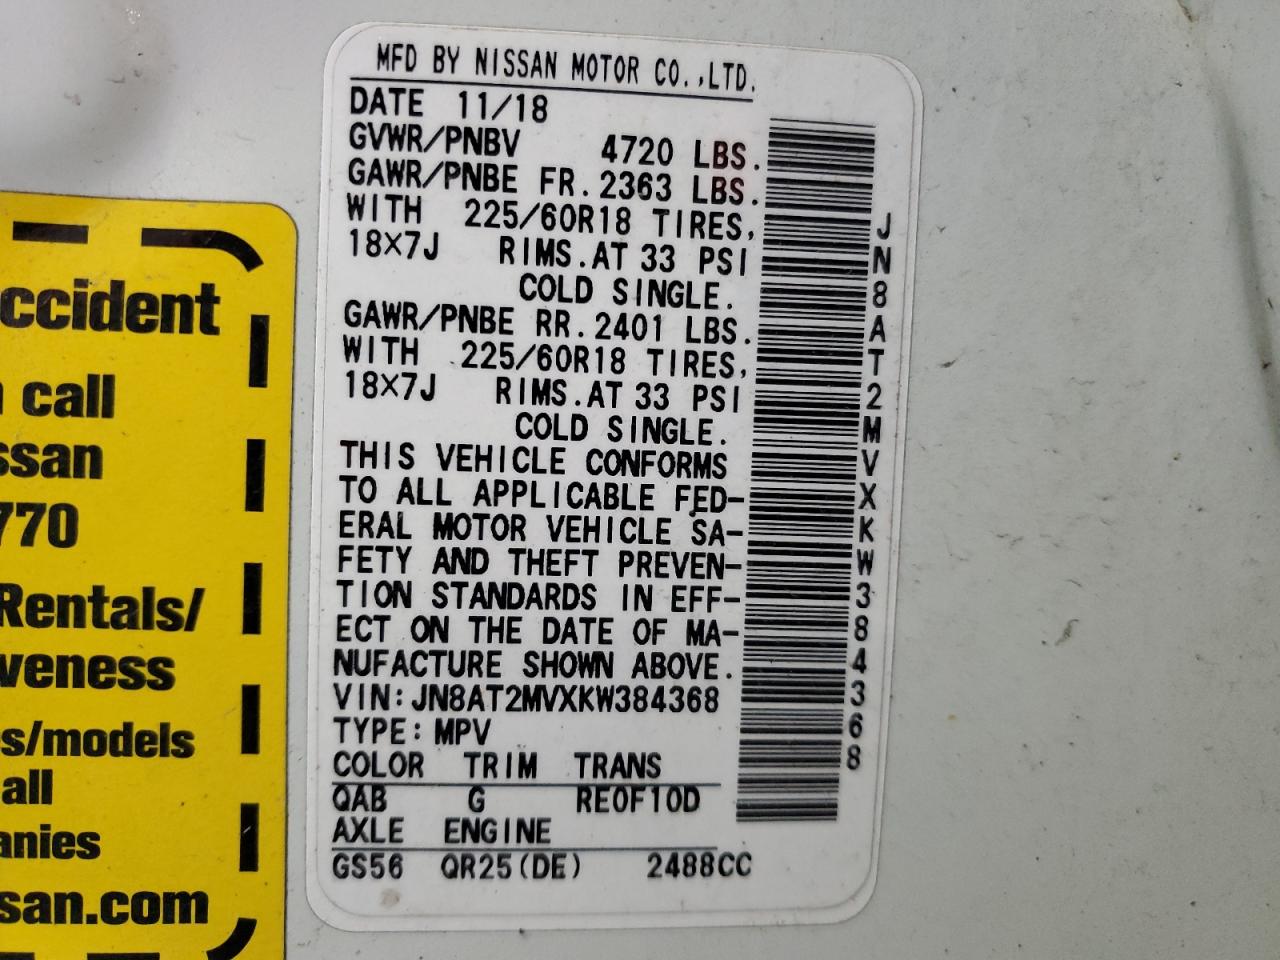 MFD BY NISSAN MOTOR CO.,LTD.
DATE 11/18
GVWR/PNBV 4720 LBS.
GAWR/PNBE FR. 2363 LBS.
WITH 225/60R18 TIRES,
18×7J RIMS. AT 33 PSI
COLD SINGLE.
GAWR/PNBE RR. 2401 LBS.
WITH 225/60R18 TIRES,
18×7J RIMS. AT 33 PSI
COLD SINGLE.
THIS VEHICLE CONFORMS
TO ALL APPLICABLE FED-
ERAL MOTOR VEHICLE SA-
FETY AND THEFT PREVEN-
TION STANDARDS IN EFF-
ECT ON THE DATE OF MA-
NUFACTURE SHOWN ABOVE.
VIN:JN8AT2MVXKW384368
TYPE:MPV
COLOR TRIM TRANS
QAB G RE0F10D
AXLE ENGINE
GS56 QR25(DE) 2488CC
JN8AT2MVXKW384368
ccident
call
ssan
770
Rentals/
veness
s/models
all
anies
san.com